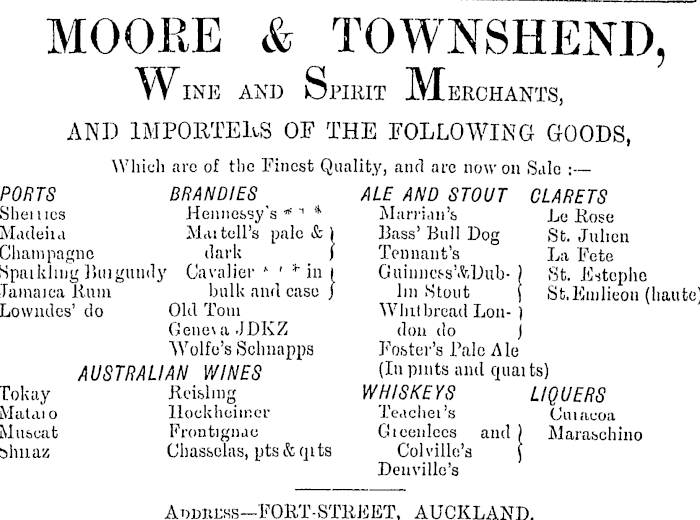 MOORE & TOWNSHEND,
WINE AND SPIRIT MERCHANTS,
AND IMPORTERS OF THE FOLLOWING GOODS,
Which are of the Finest Quality, and are now on Sale :—
PORTS
Sherries
Madeira
Champagne
Sparkling Burgundy
Jamaica Rum
Lowndes' do
BRANDIES
Hennessy's * * *
Martell's pale &
dark
Cavalier * * * in
bulk and case
Old Tom
Geneva JDKZ
Wolfe's Schnapps
ALE AND STOUT
Marrian's
Bass' Bull Dog
Tennant's
Guinness'&Dub-
lin Stout
Whitbread Lon-
don do
Foster's Pale Ale
(In pints and quarts)
CLARETS
Le Rose
St. Julien
La Fete
St. Estephe
St. Emlieon (haute)
AUSTRALIAN WINES
Tokay
Mataro
Muscat
Shiraz
Reisling
Hockheimer
Frontignac
Chasselas, pts & qrts
WHISKEYS
Teacher's
Greenlees and
Colville's
Denville's
LIQUERS
Curacoa
Maraschino
ADDRESS—FORT-STREET, AUCKLAND.